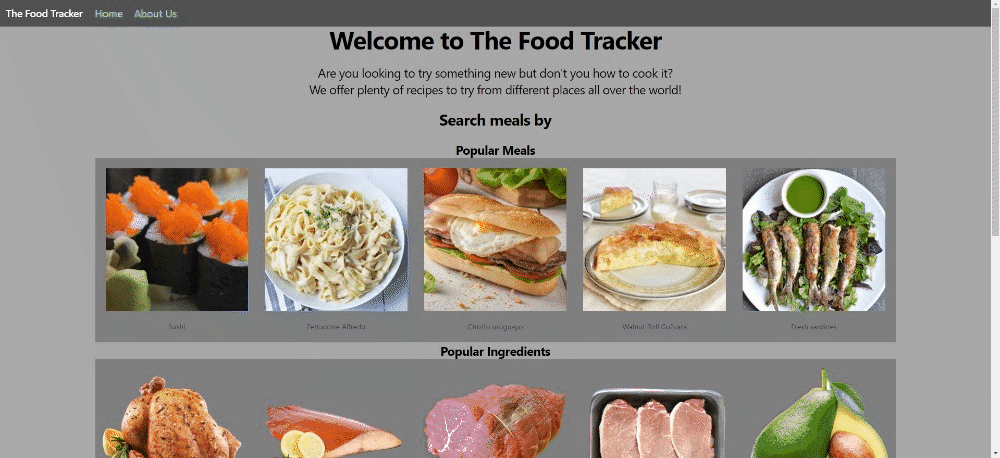 The Food Tracker Home About Us
Welcome to The Food Tracker
Are you looking to try something new but don't you how to cook it?
We offer plenty of recipes to try from different places all over the world!
Search meals by
Popular Meals
Sushi Fettuccine Alfredo Chivito uruguayo Walnut Roll Gužvara Fresh sardines
Popular Ingredients